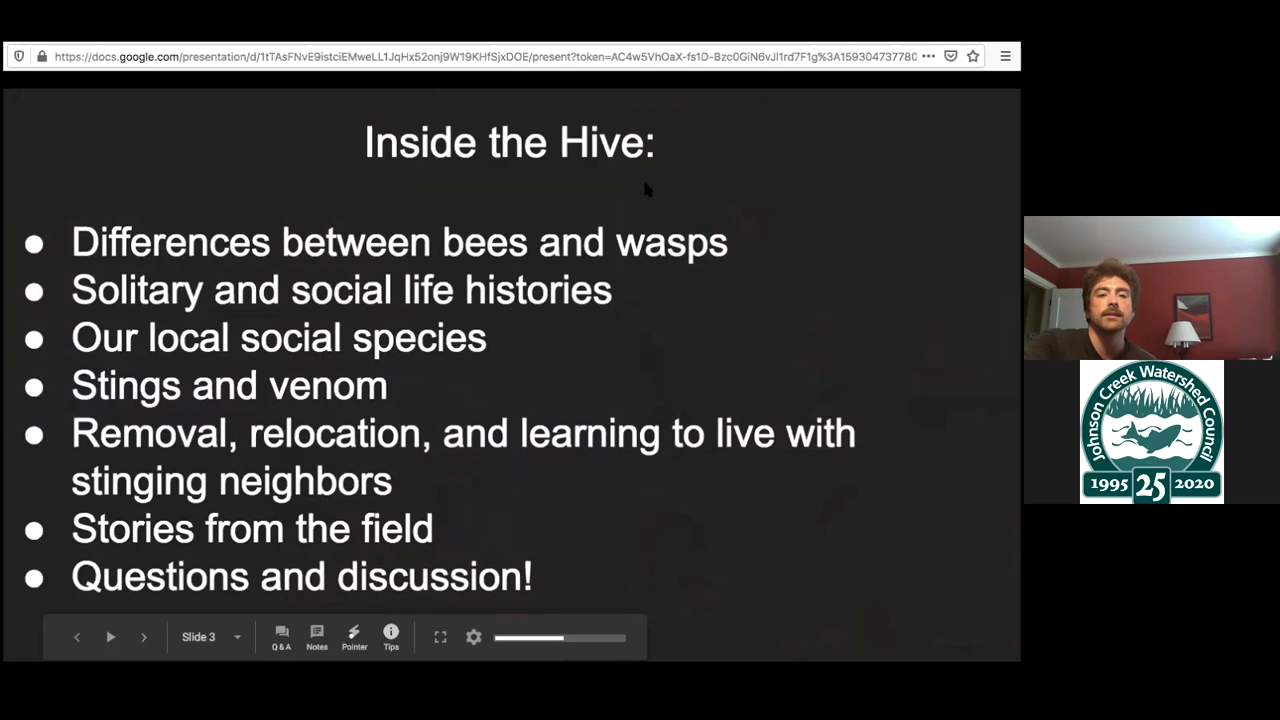 https://docs.google.com/presentation/d/1tTAsFNvE9istciEMweLL1JqHx52onj9W19KHfSjxDOE/present?token=AC4w5VhOaX-fs1D-Bzc0GiN6vJI1rd7F1g%3A159304737780
Inside the Hive:
● Differences between bees and wasps
● Solitary and social life histories
● Our local social species
● Stings and venom
● Removal, relocation, and learning to live with
stinging neighbors
● Stories from the field
● Questions and discussion!
Slide 3
Q&A Notes Pointer Tips
Johnson Creek Watershed Council
1995 25 2020